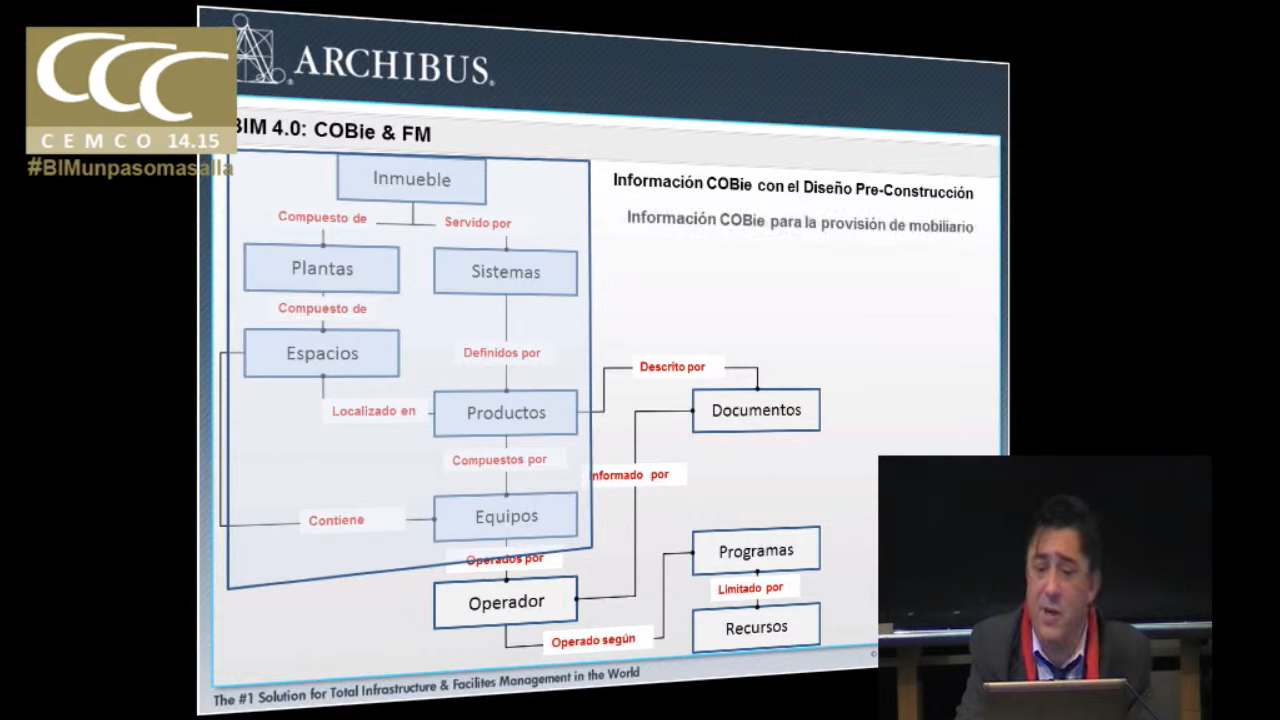 ARCHIBUS
CCC
CEMCO 14.15
#BIMunpasomasalla
BIM 4.0: COBie & FM
Inmueble
Compuesto de
Servido por
Plantas
Sistemas
Compuesto de
Espacios
Definidos por
Localizado en
Productos
Compuestos por
Contiene
Equipos
Operados por
Operador
Operado según
Descrito por
Documentos
Informado por
Programas
Limitado por
Recursos
Información COBie con el Diseño Pre-Construcción
Información COBie para la provisión de mobiliario
The #1 Solution for Total Infrastructure & Facilites Management in the World